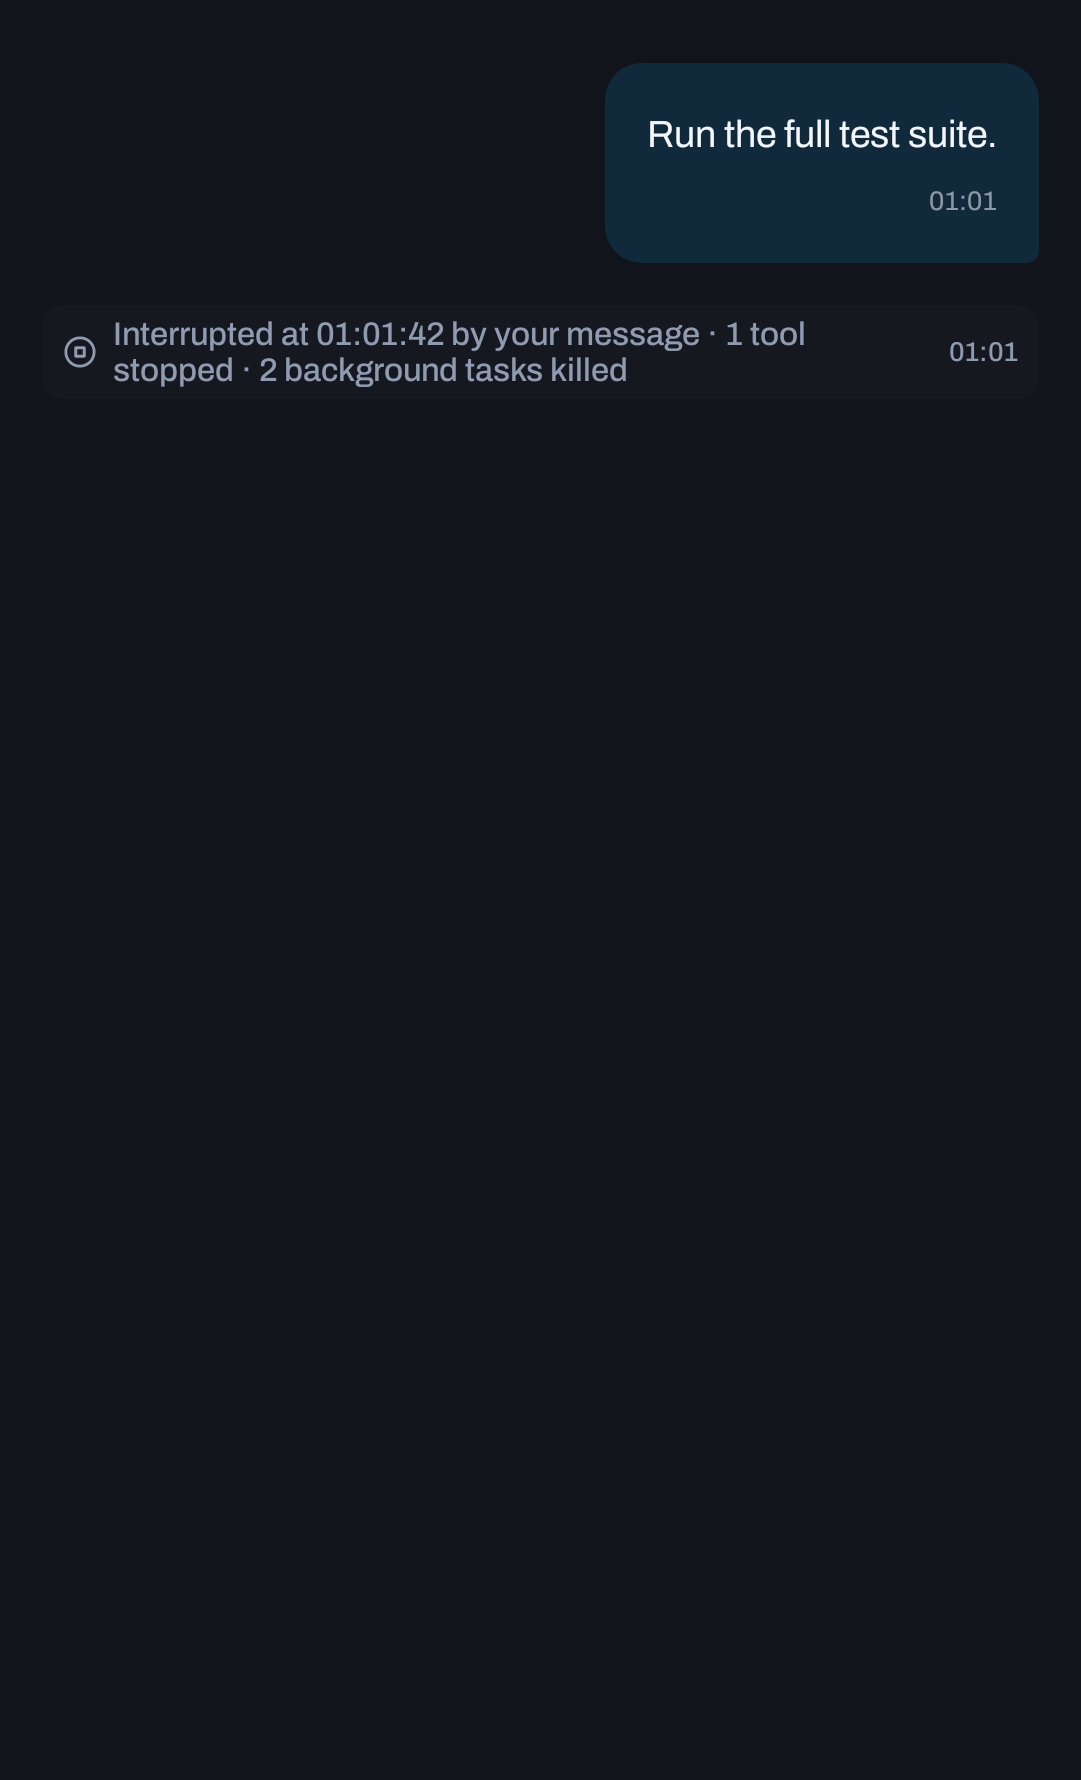 Run the full test suite.
01:01
Interrupted at 01:01:42 by your message · 1 tool
stopped · 2 background tasks killed
01:01